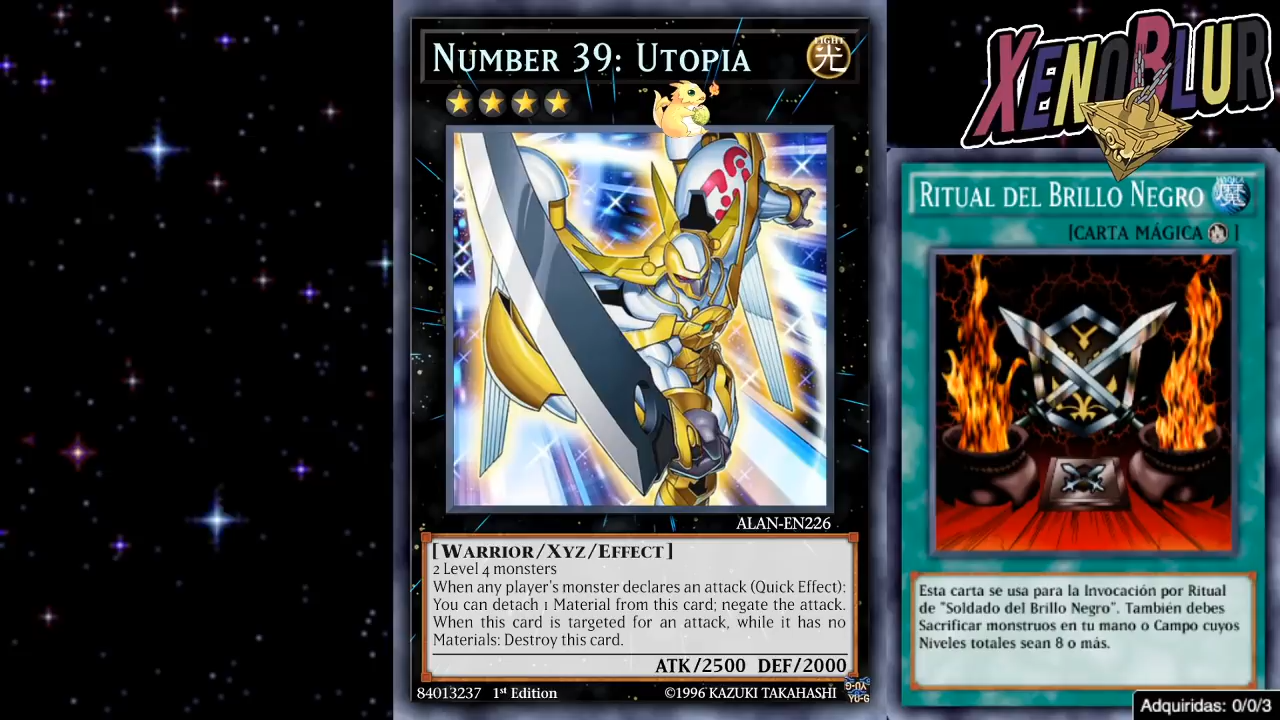 NUMBER 39: UTOPIA
LIGHT
光
ALAN-EN226
[WARRIOR/XYZ/EFFECT]
2 Level 4 monsters
When any player's monster declares an attack (Quick Effect):
You can detach 1 Material from this card; negate the attack.
When this card is targeted for an attack, while it has no
Materials: Destroy this card.
ATK/2500 DEF/2000
84013237 1st Edition ©1996 KAZUKI TAKAHASHI
XENOBLUR
RITUAL DEL BRILLO NEGRO
[CARTA MÁGICA ]
Esta carta se usa para la Invocación por Ritual
de "Soldado del Brillo Negro". También debes
Sacrificar monstruos en tu mano o Campo cuyos
Niveles totales sean 8 o más.
Adquiridas: 0/0/3